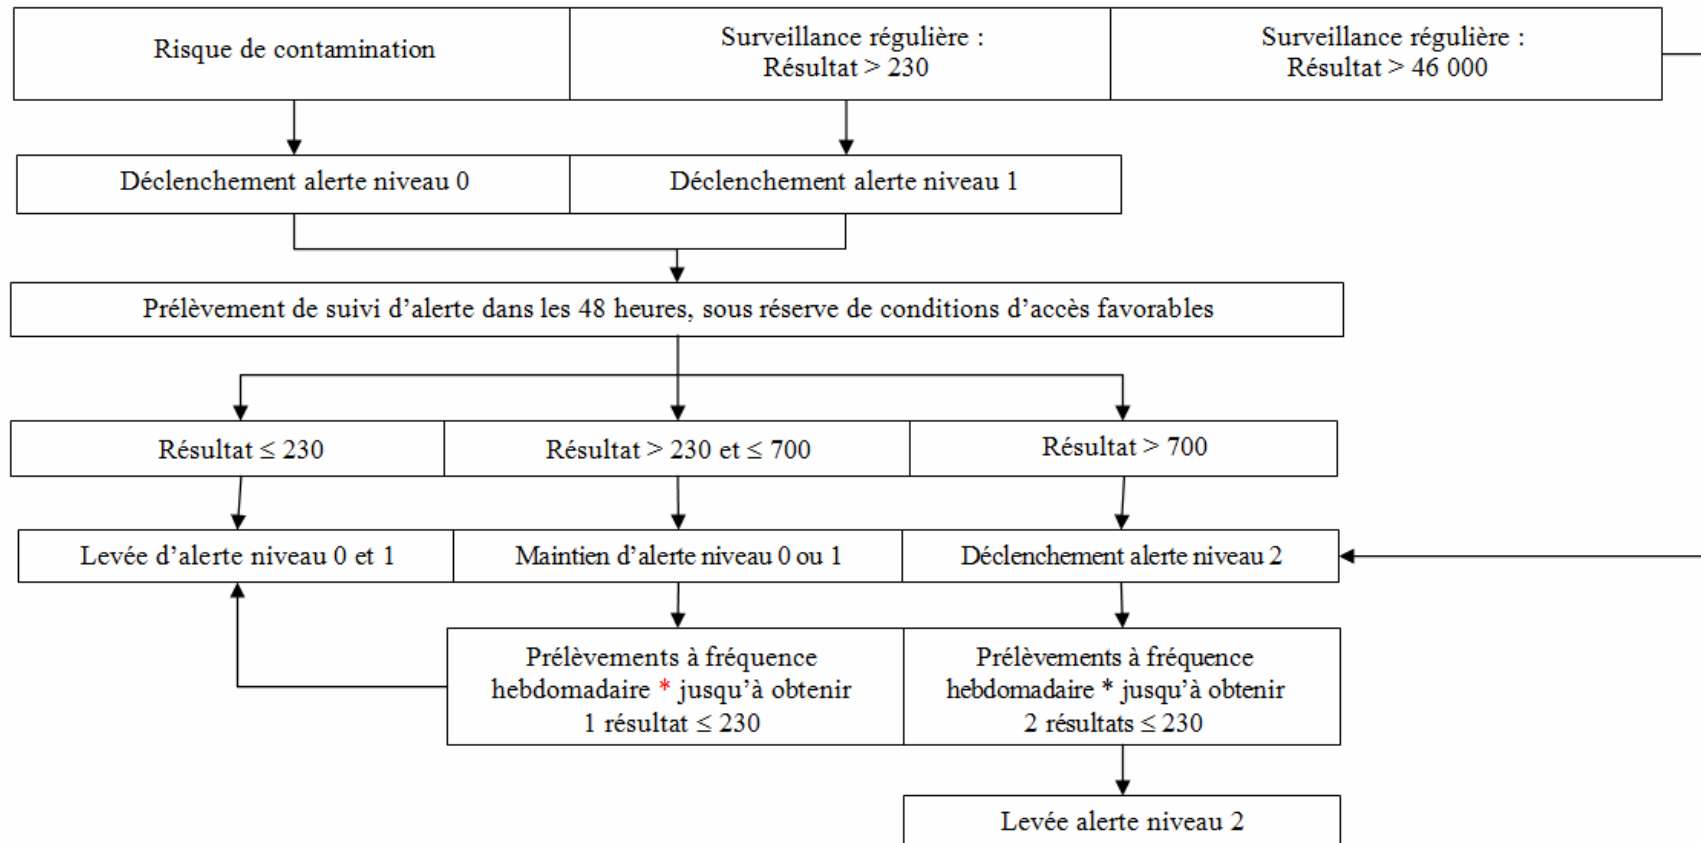 Risque de contamination
Surveillance régulière :
Résultat > 230
Surveillance régulière :
Résultat > 46 000
Déclenchement alerte niveau 0
Déclenchement alerte niveau 1
Prélèvement de suivi d’alerte dans les 48 heures, sous réserve de conditions d’accès favorables
Résultat ≤ 230
Résultat > 230 et ≤ 700
Résultat > 700
Levée d’alerte niveau 0 et 1
Maintien d’alerte niveau 0 ou 1
Déclenchement alerte niveau 2
Prélèvements à fréquence
hebdomadaire * jusqu’à obtenir
1 résultat ≤ 230
Prélèvements à fréquence
hebdomadaire * jusqu’à obtenir
2 résultats ≤ 230
Levée alerte niveau 2